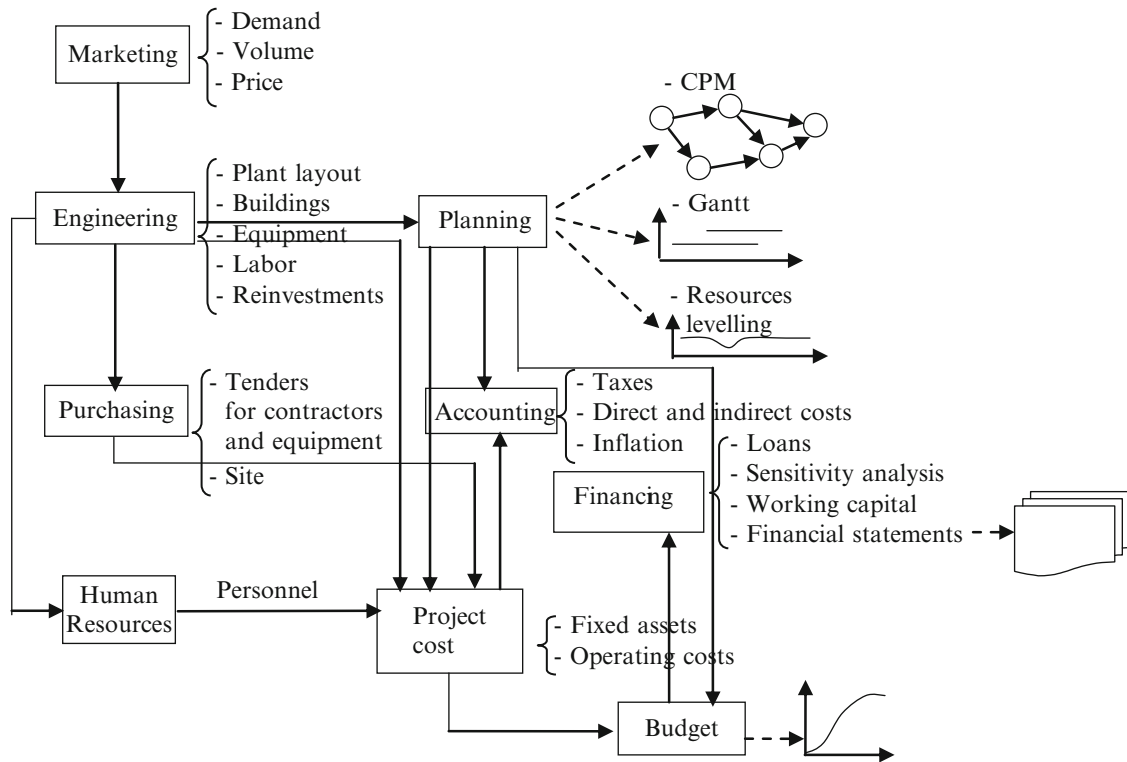 Marketing
- Demand
- Volume
- Price
Engineering
- Plant layout
- Buildings
- Equipment
- Labor
- Reinvestments
Planning
- CPM
- Gantt
- Resources
levelling
Purchasing
- Tenders
for contractors
and equipment
- Site
Accounting
- Taxes
- Direct and indirect costs
- Inflation
Financing
- Loans
- Sensitivity analysis
- Working capital
- Financial statements
Human
Resources
Personnel
Project
cost
- Fixed assets
- Operating costs
Budget